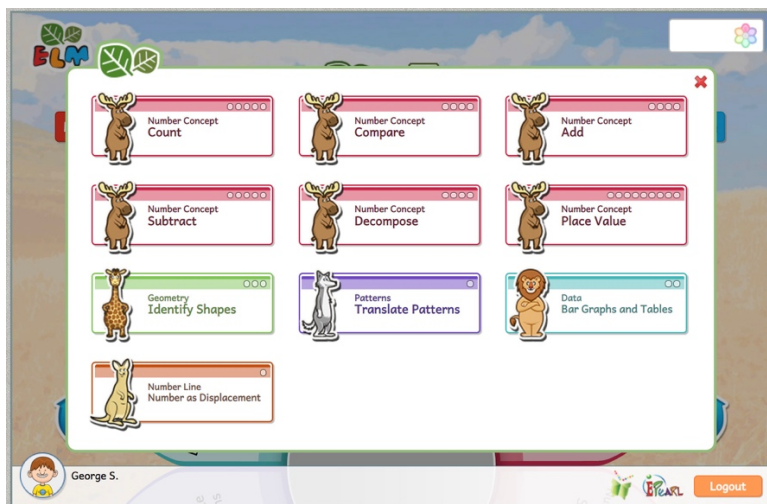 ELM
Number Concept
Count
Number Concept
Compare
Number Concept
Add
Number Concept
Subtract
Number Concept
Decompose
Number Concept
Place Value
Geometry
Identify Shapes
Patterns
Translate Patterns
Data
Bar Graphs and Tables
Number Line
Number as Displacement
George S.
EPEARL
Logout